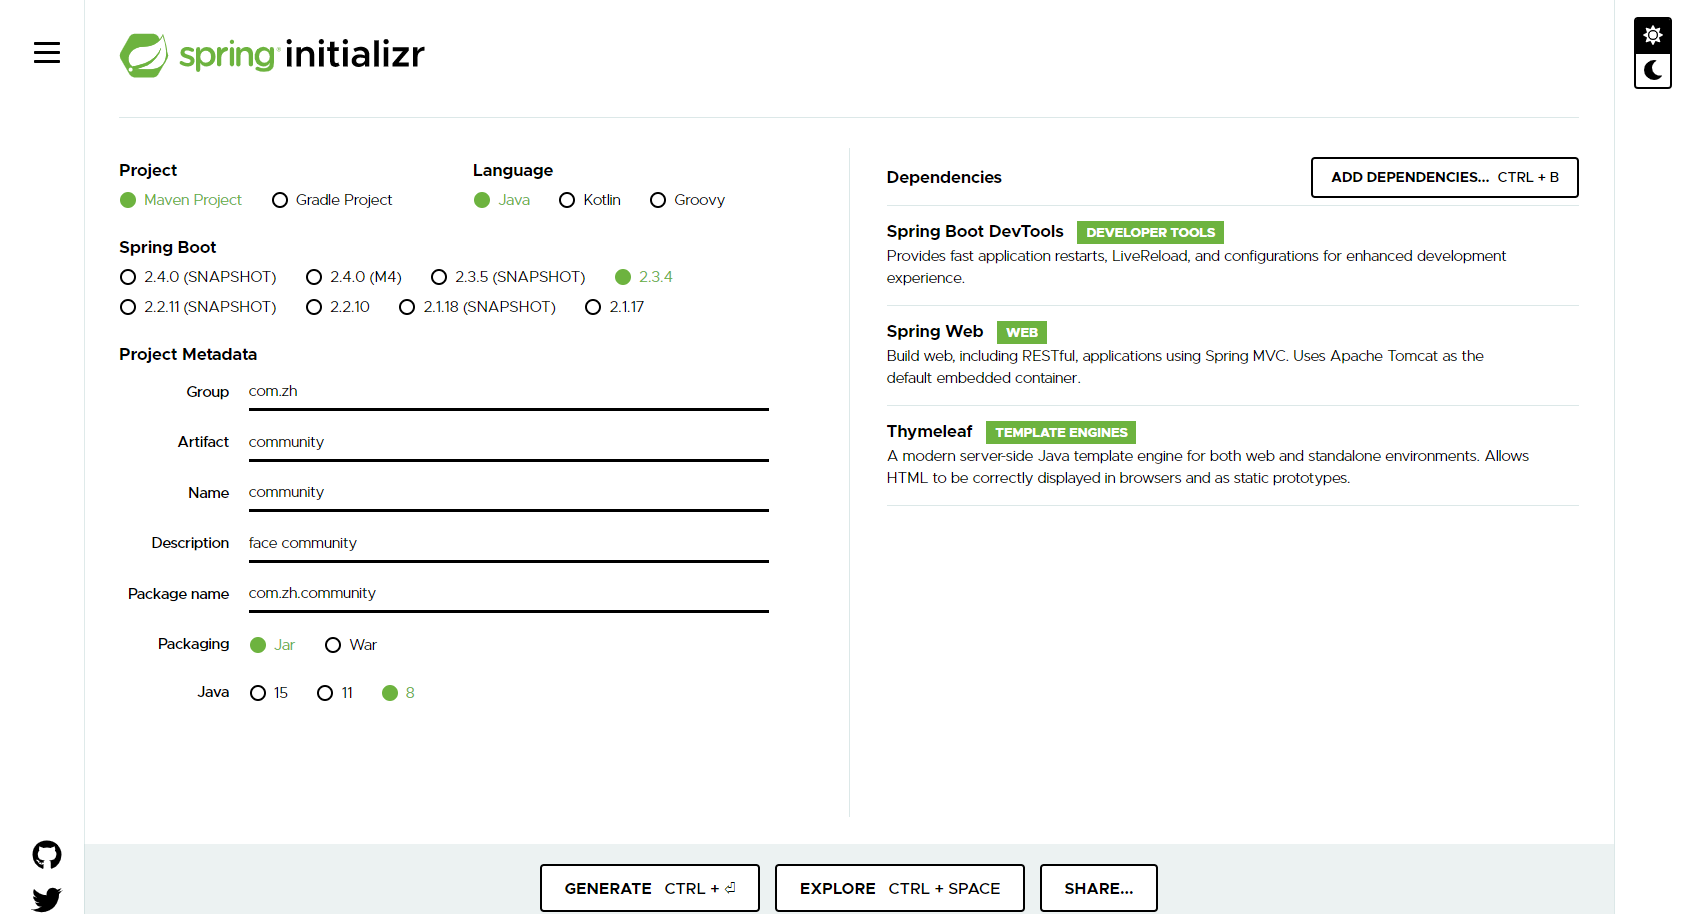 spring initializr
Project
Maven Project Gradle Project
Language
Java Kotlin Groovy
Spring Boot
2.4.0 (SNAPSHOT) 2.4.0 (M4) 2.3.5 (SNAPSHOT) 2.3.4
2.2.11 (SNAPSHOT) 2.2.10 2.1.18 (SNAPSHOT) 2.1.17
Project Metadata
Group com.zh
Artifact community
Name community
Description face community
Package name com.zh.community
Packaging Jar War
Java 15 11 8
Dependencies
ADD DEPENDENCIES... CTRL + B
Spring Boot DevTools DEVELOPER TOOLS
Provides fast application restarts, LiveReload, and configurations for enhanced development
experience.
Spring Web WEB
Build web, including RESTful, applications using Spring MVC. Uses Apache Tomcat as the
default embedded container.
Thymeleaf TEMPLATE ENGINES
A modern server-side Java template engine for both web and standalone environments. Allows
HTML to be correctly displayed in browsers and as static prototypes.
GENERATE CTRL + ⏎
EXPLORE CTRL + SPACE
SHARE...